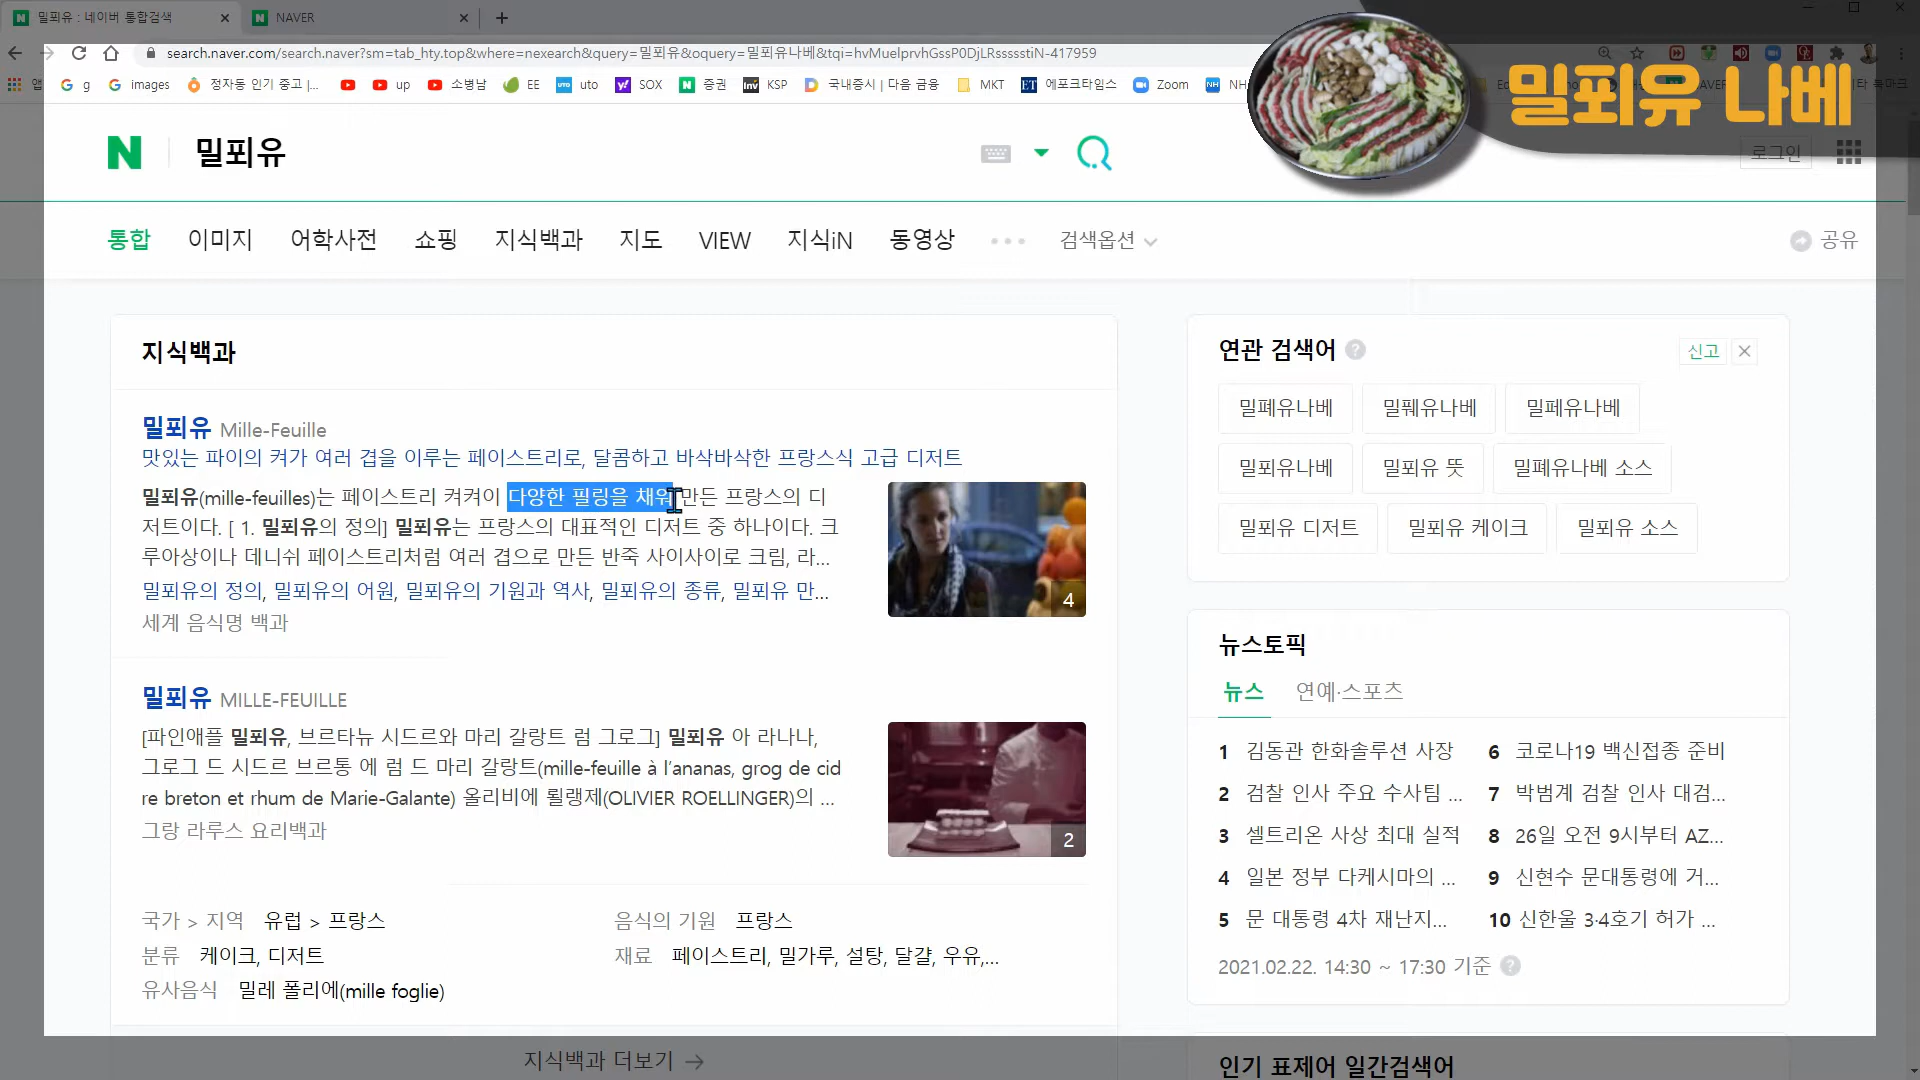 밀푀유 : 네이버 통합검색
NAVER
search.naver.com/search.naver?sm=tab_hty.top&where=nexearch&query=밀푀유&oquery=밀푀유나베&tqi=hvMuelprvhGssP0DjLRssssstiN-417959
앱 g images 정자동 인기 중고 |... up 소병남 EE uto SOX 증권 KSP 국내증시 | 다음 금융 MKT 에포크타임스 Zoom
밀푀유 나베
밀푀유
로그인
통합 이미지 어학사전 쇼핑 지식백과 지도 VIEW 지식iN 동영상 검색옵션 공유
지식백과
밀푀유 Mille-Feuille
맛있는 파이의 켜가 여러 겹을 이루는 페이스트리로, 달콤하고 바삭바삭한 프랑스식 고급 디저트
밀푀유(mille-feuilles)는 페이스트리 켜켜이 다양한 필링을 채워 만든 프랑스의 디
저트이다. [ 1. 밀푀유의 정의] 밀푀유는 프랑스의 대표적인 디저트 중 하나이다. 크
루아상이나 데니쉬 페이스트리처럼 여러 겹으로 만든 반죽 사이사이로 크림, 라...
밀푀유의 정의, 밀푀유의 어원, 밀푀유의 기원과 역사, 밀푀유의 종류, 밀푀유 만...
세계 음식명 백과
4
밀푀유 MILLE-FEUILLE
[파인애플 밀푀유, 브르타뉴 시드르와 마리 갈랑트 럼 그로그] 밀푀유 아 라나나,
그로그 드 시드르 브르통 에 럼 드 마리 갈랑트(mille-feuille à l'ananas, grog de cid
re breton et rhum de Marie-Galante) 올리비에 뢸랭제(OLIVIER ROELLINGER)의 ...
그랑 라루스 요리백과
2
국가 > 지역 유럽 > 프랑스
음식의 기원 프랑스
분류 케이크, 디저트
재료 페이스트리, 밀가루, 설탕, 달걀, 우유,...
유사음식 밀레 폴리에(mille foglie)
지식백과 더보기 →
연관 검색어 ?
신고
밀폐유나베 밀풰유나베 밀페유나베
밀푀유나베 밀푀유 뜻 밀폐유나베 소스
밀푀유 디저트 밀푀유 케이크 밀푀유 소스
뉴스토픽
뉴스 연예·스포츠
1 김동관 한화솔루션 사장
2 검찰 인사 주요 수사팀 ...
3 셀트리온 사상 최대 실적
4 일본 정부 다케시마의 ...
5 문 대통령 4차 재난지...
6 코로나19 백신접종 준비
7 박범계 검찰 인사 대검...
8 26일 오전 9시부터 AZ...
9 신현수 문대통령에 거...
10 신한울 3·4호기 허가 ...
2021.02.22. 14:30 ~ 17:30 기준 ?
인기 표제어 일간검색어